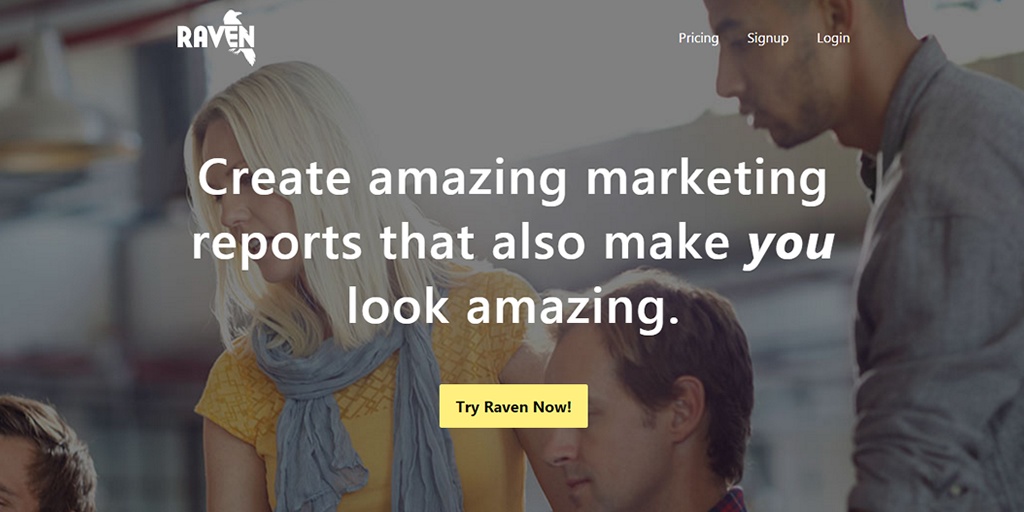 RAVEN
Pricing Signup Login
Create amazing marketing
reports that also make you
look amazing.
Try Raven Now!